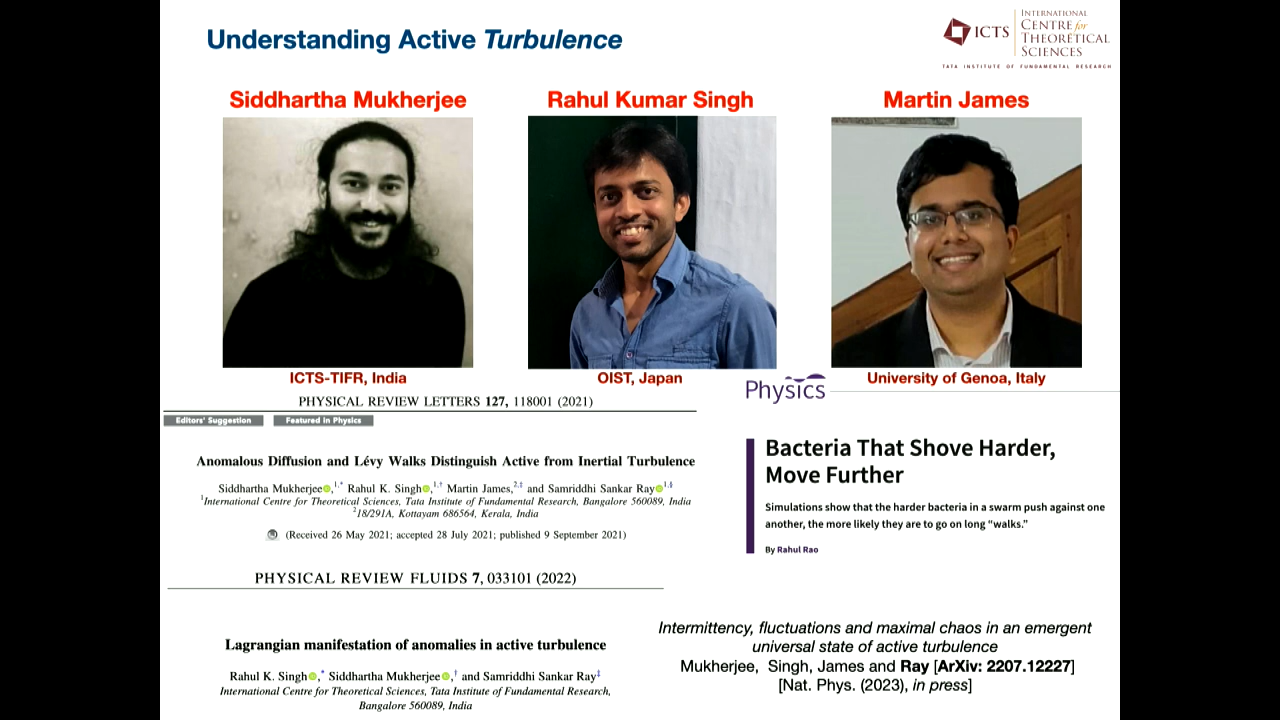 Understanding Active Turbulence
ICTS
INTERNATIONAL
CENTRE for
THEORETICAL
SCIENCES
TATA INSTITUTE OF FUNDAMENTAL RESEARCH
Siddhartha Mukherjee
Rahul Kumar Singh
Martin James
ICTS-TIFR, India
OIST, Japan
University of Genoa, Italy
PHYSICAL REVIEW LETTERS 127, 118001 (2021)
Editors' Suggestion
Featured in Physics
Anomalous Diffusion and Lévy Walks Distinguish Active from Inertial Turbulence
Siddhartha Mukherjee,1,* Rahul K. Singh,1,† Martin James,2,‡ and Samriddhi Sankar Ray1,§
1International Centre for Theoretical Sciences, Tata Institute of Fundamental Research, Bangalore 560089, India
218/291A, Kottayam 686564, Kerala, India
(Received 26 May 2021; accepted 28 July 2021; published 9 September 2021)
Physics
Bacteria That Shove Harder,
Move Further
Simulations show that the harder bacteria in a swarm push against one
another, the more likely they are to go on long “walks.”
By Rahul Rao
PHYSICAL REVIEW FLUIDS 7, 033101 (2022)
Lagrangian manifestation of anomalies in active turbulence
Rahul K. Singh,* Siddhartha Mukherjee,† and Samriddhi Sankar Ray‡
International Centre for Theoretical Sciences, Tata Institute of Fundamental Research,
Bangalore 560089, India
Intermittency, fluctuations and maximal chaos in an emergent
universal state of active turbulence
Mukherjee, Singh, James and Ray [ArXiv: 2207.12227]
[Nat. Phys. (2023), in press]